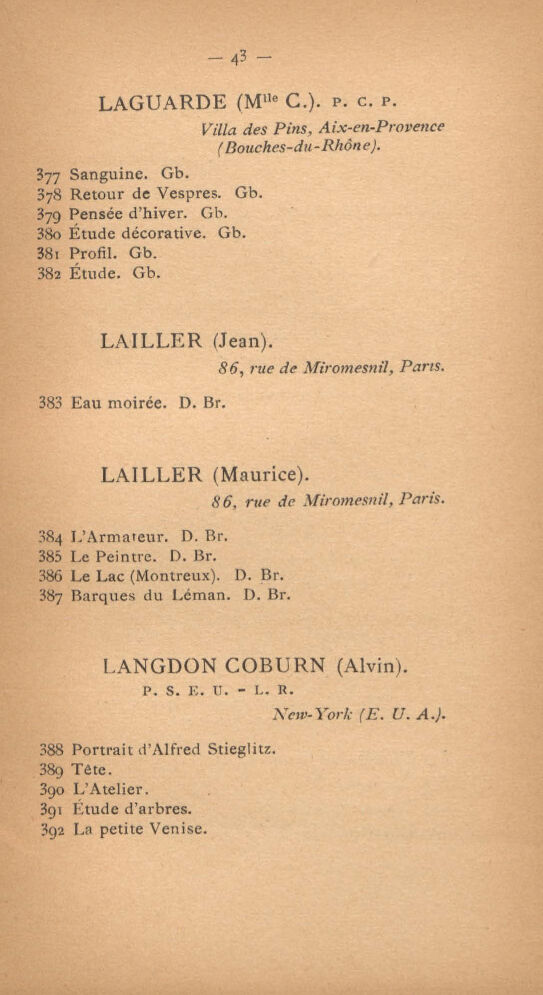 — 43 —
LAGUARDE (Mlle C.). P. C. P.
Villa des Pins, Aix-en-Provence
(Bouches-du-Rhône).
377 Sanguine. Gb.
378 Retour de Vespres. Gb.
379 Pensée d'hiver. Gb.
380 Étude décorative. Gb.
381 Profil. Gb.
382 Étude. Gb.
LAILLER (Jean).
86, rue de Miromesnil, Paris.
383 Eau moirée. D. Br.
LAILLER (Maurice).
86, rue de Miromesnil, Paris.
384 L'Armateur. D. Br.
385 Le Peintre. D. Br.
386 Le Lac (Montreux). D. Br.
387 Barques du Léman. D. Br.
LANGDON COBURN (Alvin).
P. S. E. U. - L. R.
New-York (E. U. A.).
388 Portrait d'Alfred Stieglitz.
389 Tête.
390 L'Atelier.
391 Étude d'arbres.
392 La petite Venise.